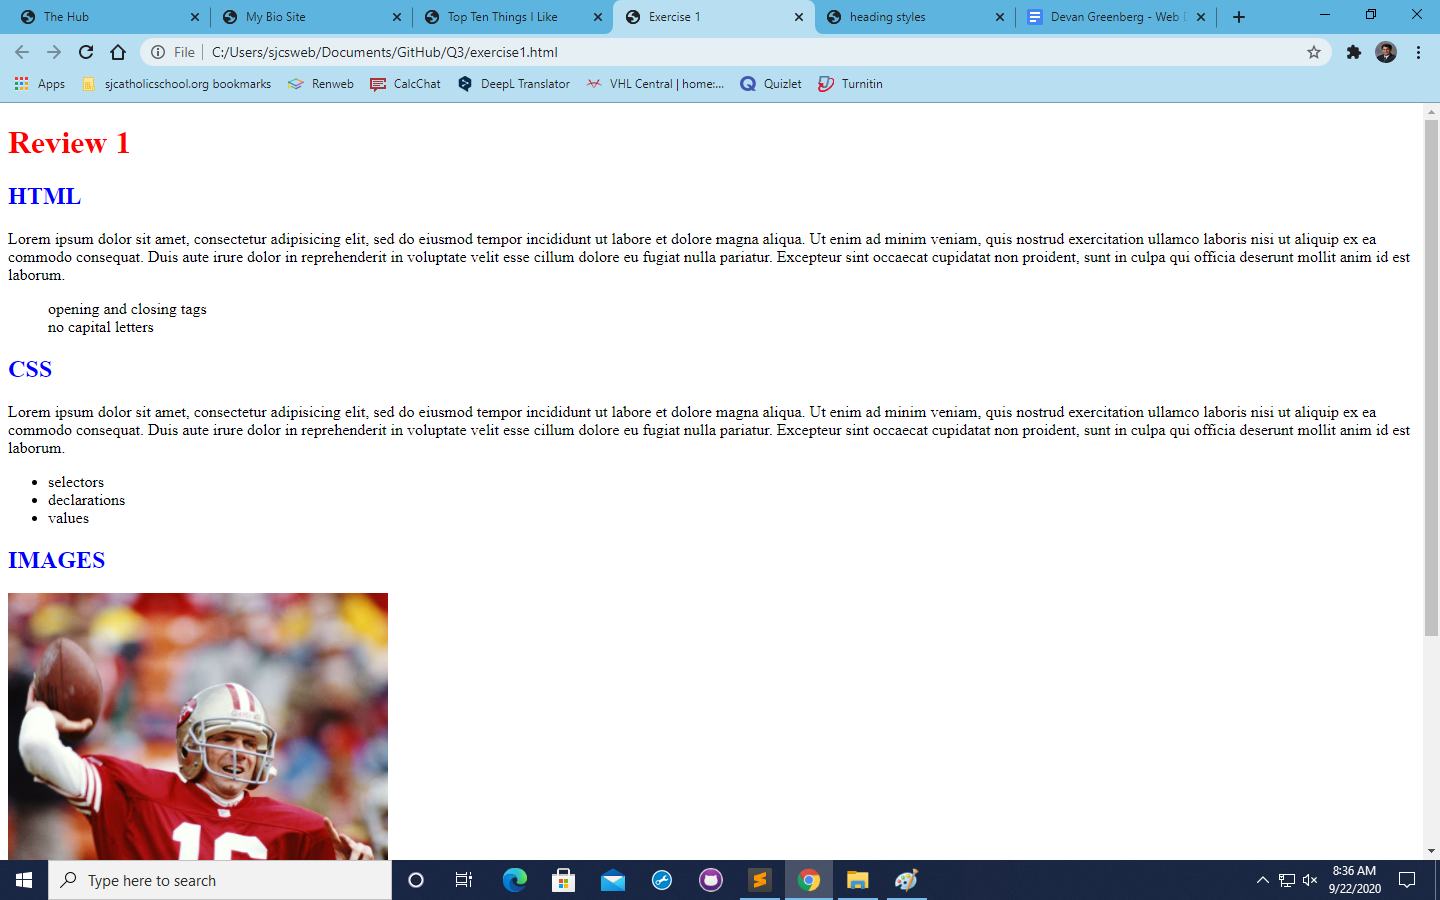 The Hub
My Bio Site
Top Ten Things I Like
Exercise 1
heading styles
Devan Greenberg - Web
File
C:/Users/sjcsweb/Documents/GitHub/Q3/exercise1.html
Apps
sjcatholicschool.org bookmarks
Renweb
CalcChat
DeepL Translator
VHL Central | home:...
Quizlet
Turnitin
Review 1
HTML
Lorem ipsum dolor sit amet, consectetur adipisicing elit, sed do eiusmod tempor incididunt ut labore et dolore magna aliqua. Ut enim ad minim veniam, quis nostrud exercitation ullamco laboris nisi ut aliquip ex ea
commodo consequat. Duis aute irure dolor in reprehenderit in voluptate velit esse cillum dolore eu fugiat nulla pariatur. Excepteur sint occaecat cupidatat non proident, sunt in culpa qui officia deserunt mollit anim id est
laborum.
opening and closing tags
no capital letters
CSS
Lorem ipsum dolor sit amet, consectetur adipisicing elit, sed do eiusmod tempor incididunt ut labore et dolore magna aliqua. Ut enim ad minim veniam, quis nostrud exercitation ullamco laboris nisi ut aliquip ex ea
commodo consequat. Duis aute irure dolor in reprehenderit in voluptate velit esse cillum dolore eu fugiat nulla pariatur. Excepteur sint occaecat cupidatat non proident, sunt in culpa qui officia deserunt mollit anim id est
laborum.
selectors
declarations
values
IMAGES
16
Type here to search
8:36 AM
9/22/2020